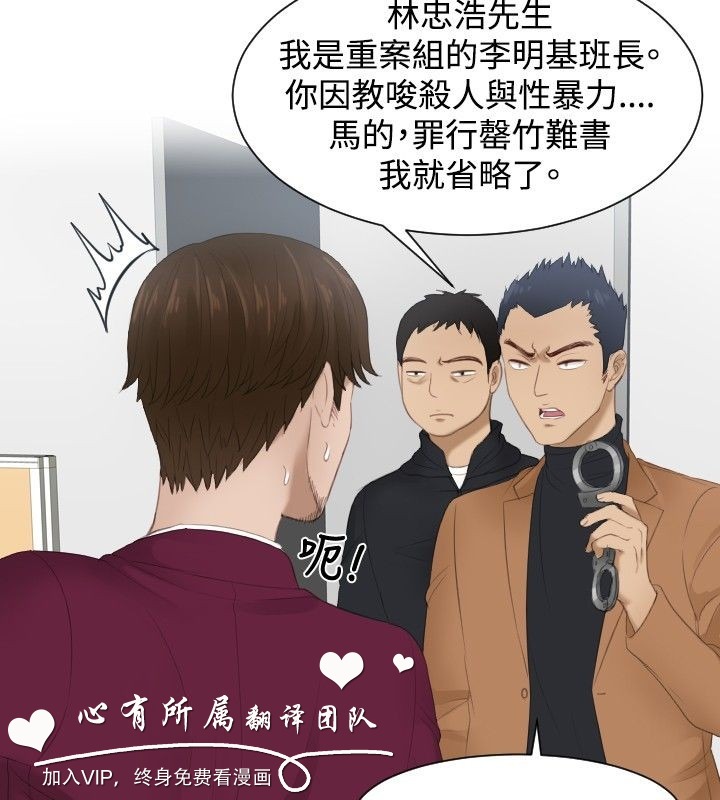 林忠浩先生
我是重案組的李明基班長。
你因教唆殺人與性暴力....
馬的,罪行罄竹難書
我就省略了。
呃!
心有所属翻译团队
加入VIP，终身免费看漫画